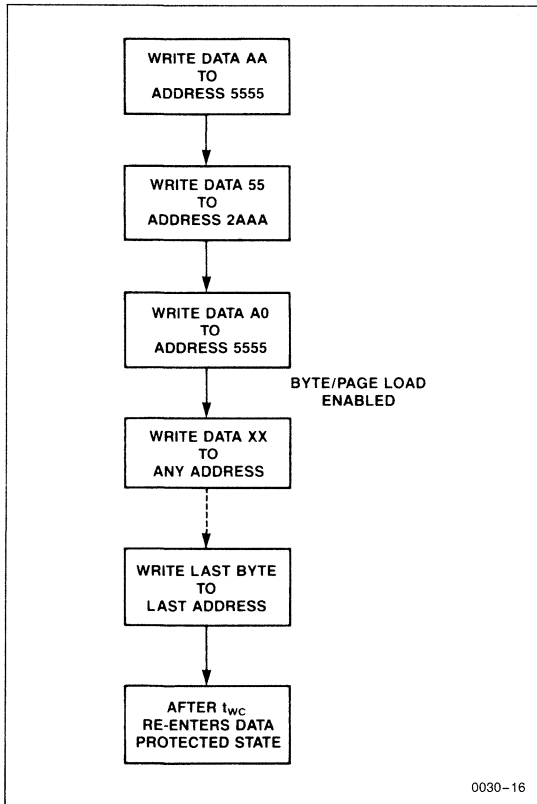 WRITE DATA AA
TO
ADDRESS 5555
WRITE DATA 55
TO
ADDRESS 2AAA
WRITE DATA A0
TO
ADDRESS 5555
BYTE/PAGE LOAD
ENABLED
WRITE DATA XX
TO
ANY ADDRESS
WRITE LAST BYTE
TO
LAST ADDRESS
AFTER tWC
RE-ENTERS DATA
PROTECTED STATE
0030–16